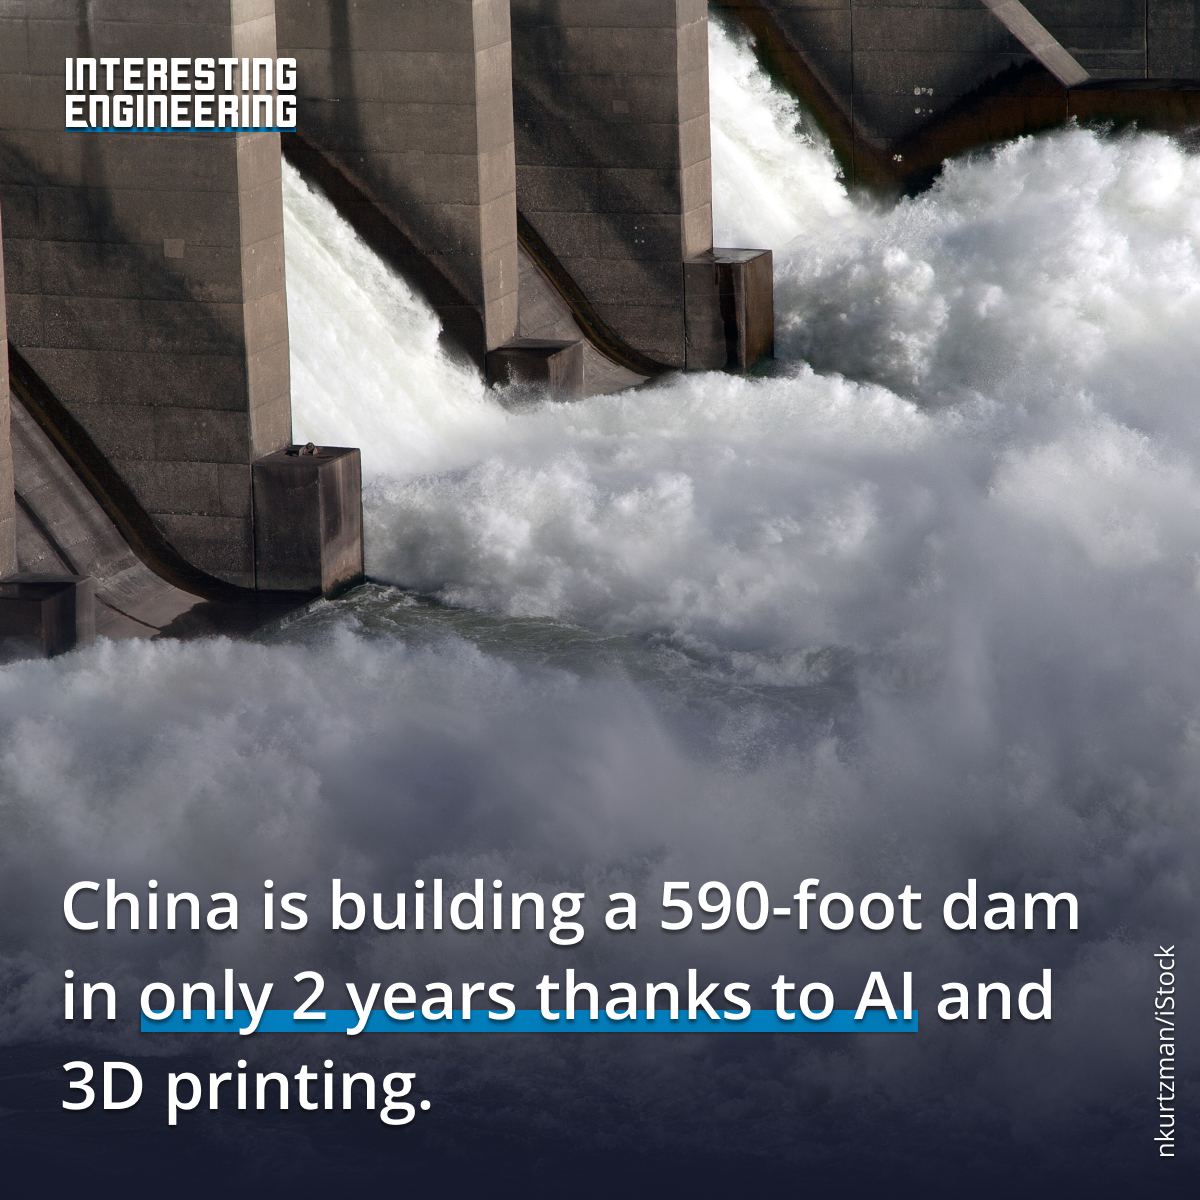 INTERESTING
ENGINEERING
China is building a 590-foot dam
in only 2 years thanks to AI and
3D printing.
nkurtzman/iStock